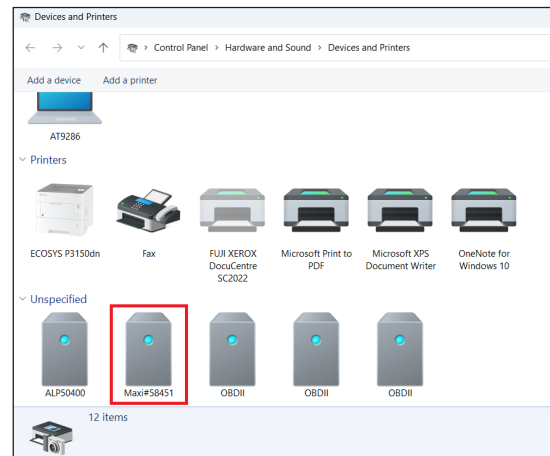 Devices and Printers
Control Panel > Hardware and Sound > Devices and Printers
Add a device Add a printer
AT9286
Printers
ECOSYS P3150dn Fax FUJI XEROX Microsoft Print to Microsoft XPS OneNote for
DocuCentre PDF Document Writer Windows 10
SC2022
Unspecified
ALP50400 Maxi#58451 OBDII OBDII OBDII
12 items